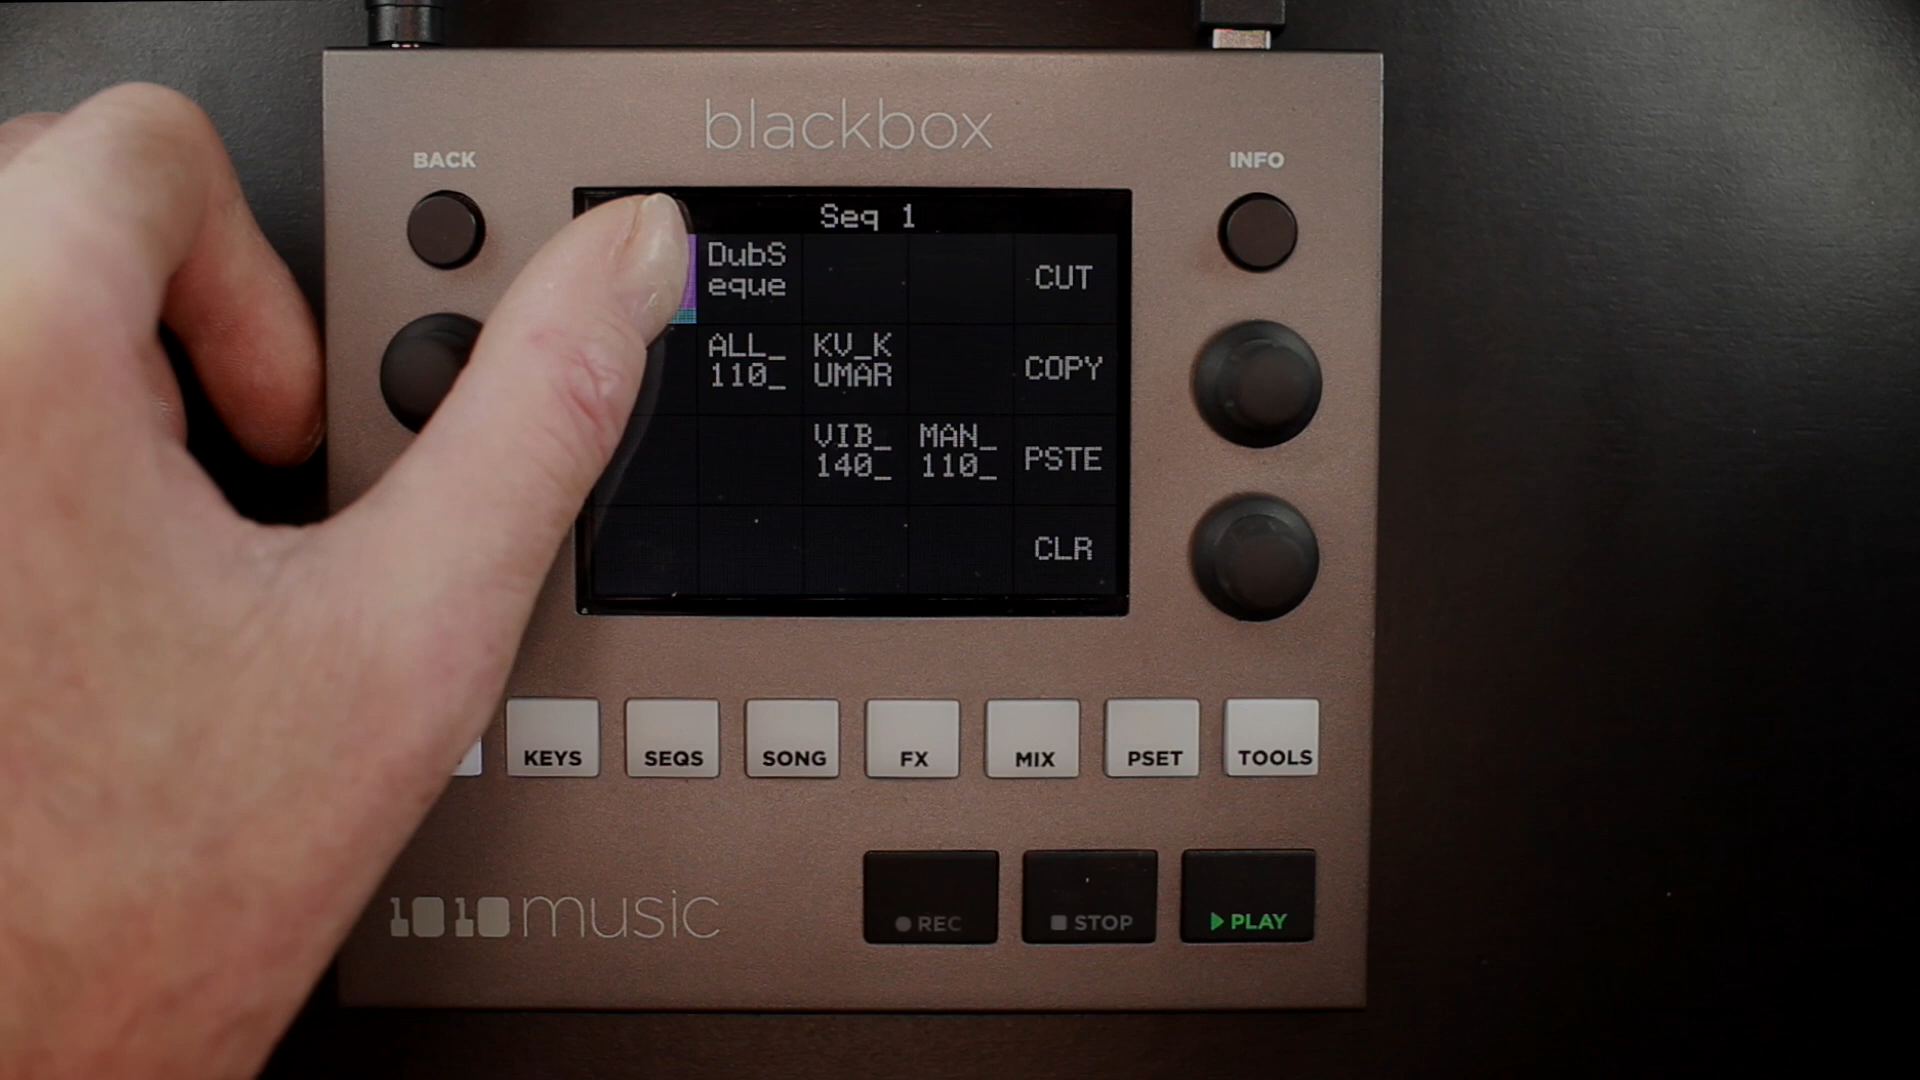 blackbox
BACK
INFO
Seq 1
DubS
eque
CUT
ALL_
110_
KV_K
UMAR
COPY
VIB_
140_
MAN_
110_
PSTE
CLR
KEYS
SEQS
SONG
FX
MIX
PSET
TOOLS
1010music
REC
STOP
PLAY